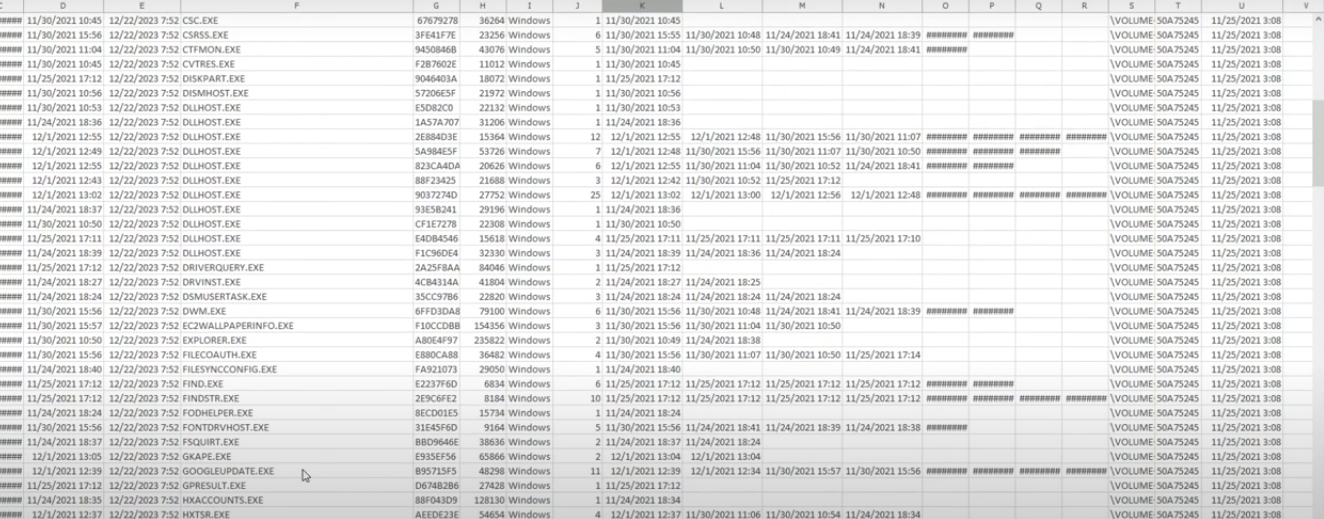 C D E F G H I J K L M N O P Q R S T U V
##### 11/30/2021 10:45 12/22/2023 7:52 CSC.EXE 67679278 36264 Windows 1 11/30/2021 10:45 \VOLUME 50A75245 11/25/2021 3:08
##### 11/30/2021 15:56 12/22/2023 7:52 CSRSS.EXE 3FE41F7E 23256 Windows 6 11/30/2021 15:55 11/30/2021 10:48 11/24/2021 18:41 11/24/2021 18:39 ######## ######## \VOLUME 50A75245 11/25/2021 3:08
##### 11/30/2021 11:04 12/22/2023 7:52 CTFMON.EXE 9450846B 43076 Windows 5 11/30/2021 11:04 11/30/2021 10:50 11/30/2021 10:49 11/24/2021 18:41 ######## \VOLUME 50A75245 11/25/2021 3:08
##### 11/30/2021 10:45 12/22/2023 7:52 CVTRES.EXE F2B7602E 11012 Windows 1 11/30/2021 10:45 \VOLUME 50A75245 11/25/2021 3:08
##### 11/25/2021 17:12 12/22/2023 7:52 DISKPART.EXE 9046403A 18072 Windows 1 11/25/2021 17:12 \VOLUME 50A75245 11/25/2021 3:08
##### 11/30/2021 10:56 12/22/2023 7:52 DISMHOST.EXE 57206E5F 21972 Windows 1 11/30/2021 10:56 \VOLUME 50A75245 11/25/2021 3:08
##### 11/30/2021 10:53 12/22/2023 7:52 DLLHOST.EXE E5D82C0 22132 Windows 1 11/30/2021 10:53 \VOLUME 50A75245 11/25/2021 3:08
##### 11/24/2021 18:36 12/22/2023 7:52 DLLHOST.EXE 1A57A707 31206 Windows 1 11/24/2021 18:36 \VOLUME 50A75245 11/25/2021 3:08
##### 12/1/2021 12:55 12/22/2023 7:52 DLLHOST.EXE 2E884D3E 15364 Windows 12 12/1/2021 12:55 12/1/2021 12:48 11/30/2021 15:56 11/30/2021 11:07 ######## ######## ######## ######## \VOLUME 50A75245 11/25/2021 3:08
##### 12/1/2021 12:49 12/22/2023 7:52 DLLHOST.EXE 5A984E5F 53726 Windows 7 12/1/2021 12:48 11/30/2021 15:56 11/30/2021 11:07 11/30/2021 10:50 ######## ######## ######## \VOLUME 50A75245 11/25/2021 3:08
##### 12/1/2021 12:55 12/22/2023 7:52 DLLHOST.EXE 823CA4DA 20626 Windows 6 12/1/2021 12:55 11/30/2021 11:04 11/30/2021 10:52 11/24/2021 18:41 ######## ######## \VOLUME 50A75245 11/25/2021 3:08
##### 12/1/2021 12:43 12/22/2023 7:52 DLLHOST.EXE 88F23425 21688 Windows 3 12/1/2021 12:42 11/30/2021 10:52 11/25/2021 17:12 \VOLUME 50A75245 11/25/2021 3:08
##### 12/1/2021 13:02 12/22/2023 7:52 DLLHOST.EXE 9037274D 27752 Windows 25 12/1/2021 13:02 12/1/2021 13:00 12/1/2021 12:56 12/1/2021 12:48 ######## ######## ######## ######## \VOLUME 50A75245 11/25/2021 3:08
##### 11/24/2021 18:37 12/22/2023 7:52 DLLHOST.EXE 93E5B241 29196 Windows 1 11/24/2021 18:36 \VOLUME 50A75245 11/25/2021 3:08
##### 11/30/2021 10:50 12/22/2023 7:52 DLLHOST.EXE CF1E7278 22308 Windows 1 11/30/2021 10:50 \VOLUME 50A75245 11/25/2021 3:08
##### 11/25/2021 17:11 12/22/2023 7:52 DLLHOST.EXE E4DB4546 15618 Windows 4 11/25/2021 17:11 11/25/2021 17:11 11/25/2021 17:11 11/25/2021 17:10 \VOLUME 50A75245 11/25/2021 3:08
##### 11/24/2021 18:39 12/22/2023 7:52 DLLHOST.EXE F1C96DE4 32330 Windows 3 11/24/2021 18:39 11/24/2021 18:36 11/24/2021 18:24 \VOLUME 50A75245 11/25/2021 3:08
##### 11/25/2021 17:12 12/22/2023 7:52 DRIVERQUERY.EXE 2A25F8AA 84046 Windows 1 11/25/2021 17:12 \VOLUME 50A75245 11/25/2021 3:08
##### 11/24/2021 18:27 12/22/2023 7:52 DRVINST.EXE 4CB4314A 41804 Windows 2 11/24/2021 18:27 11/24/2021 18:25 \VOLUME 50A75245 11/25/2021 3:08
##### 11/24/2021 18:24 12/22/2023 7:52 DSMUSERTASK.EXE 35CC97B6 22820 Windows 3 11/24/2021 18:24 11/24/2021 18:24 11/24/2021 18:24 \VOLUME 50A75245 11/25/2021 3:08
##### 11/30/2021 15:56 12/22/2023 7:52 DWM.EXE 6FFD3DA8 79100 Windows 6 11/30/2021 15:56 11/30/2021 10:48 11/24/2021 18:41 11/24/2021 18:39 ######## ######## \VOLUME 50A75245 11/25/2021 3:08
##### 11/30/2021 15:57 12/22/2023 7:52 EC2WALLPAPERINFO.EXE F10CCDBB 154356 Windows 3 11/30/2021 15:56 11/30/2021 11:04 11/30/2021 10:50 \VOLUME 50A75245 11/25/2021 3:08
##### 11/30/2021 10:50 12/22/2023 7:52 EXPLORER.EXE A80E4F97 235822 Windows 2 11/30/2021 10:49 11/24/2021 18:38 \VOLUME 50A75245 11/25/2021 3:08
##### 11/30/2021 15:56 12/22/2023 7:52 FILECOAUTH.EXE E880CA88 36482 Windows 4 11/30/2021 15:56 11/30/2021 11:07 11/30/2021 10:50 11/25/2021 17:14 \VOLUME 50A75245 11/25/2021 3:08
##### 11/24/2021 18:40 12/22/2023 7:52 FILESYNCCONFIG.EXE FA921073 29050 Windows 1 11/24/2021 18:40 \VOLUME 50A75245 11/25/2021 3:08
##### 11/25/2021 17:12 12/22/2023 7:52 FIND.EXE E2237F6D 6834 Windows 6 11/25/2021 17:12 11/25/2021 17:12 11/25/2021 17:12 11/25/2021 17:12 ######## ######## \VOLUME 50A75245 11/25/2021 3:08
##### 11/25/2021 17:12 12/22/2023 7:52 FINDSTR.EXE 2E9C6FE2 8184 Windows 10 11/25/2021 17:12 11/25/2021 17:12 11/25/2021 17:12 11/25/2021 17:12 ######## ######## ######## ######## \VOLUME 50A75245 11/25/2021 3:08
##### 11/24/2021 18:24 12/22/2023 7:52 FODHELPER.EXE 8ECD01E5 15734 Windows 1 11/24/2021 18:24 \VOLUME 50A75245 11/25/2021 3:08
##### 11/30/2021 15:56 12/22/2023 7:52 FONTDRVHOST.EXE 31E45F6D 9164 Windows 5 11/30/2021 15:56 11/24/2021 18:41 11/24/2021 18:39 11/24/2021 18:38 ######## \VOLUME 50A75245 11/25/2021 3:08
##### 11/24/2021 18:37 12/22/2023 7:52 FSQUIRT.EXE BBD9646E 38636 Windows 2 11/24/2021 18:37 11/24/2021 18:24 \VOLUME 50A75245 11/25/2021 3:08
##### 12/1/2021 13:05 12/22/2023 7:52 GKAPE.EXE E935EF56 65866 Windows 2 12/1/2021 13:04 12/1/2021 13:04 \VOLUME 50A75245 11/25/2021 3:08
##### 12/1/2021 12:39 12/22/2023 7:52 GOOGLEUPDATE.EXE B95715F5 48298 Windows 11 12/1/2021 12:39 12/1/2021 12:34 11/30/2021 15:57 11/30/2021 15:56 ######## ######## ######## ######## \VOLUME 50A75245 11/25/2021 3:08
##### 11/25/2021 17:12 12/22/2023 7:52 GPRESULT.EXE D674B2B6 27428 Windows 1 11/25/2021 17:12 \VOLUME 50A75245 11/25/2021 3:08
##### 11/24/2021 18:35 12/22/2023 7:52 HXACCOUNTS.EXE 88F043D9 128130 Windows 1 11/24/2021 18:34 \VOLUME 50A75245 11/25/2021 3:08
##### 12/1/2021 12:37 12/22/2023 7:52 HXTSR.EXE AEEDE23E 54654 Windows 4 12/1/2021 12:37 11/30/2021 11:06 11/30/2021 10:54 11/24/2021 18:34 \VOLUME 50A75245 11/25/2021 3:08